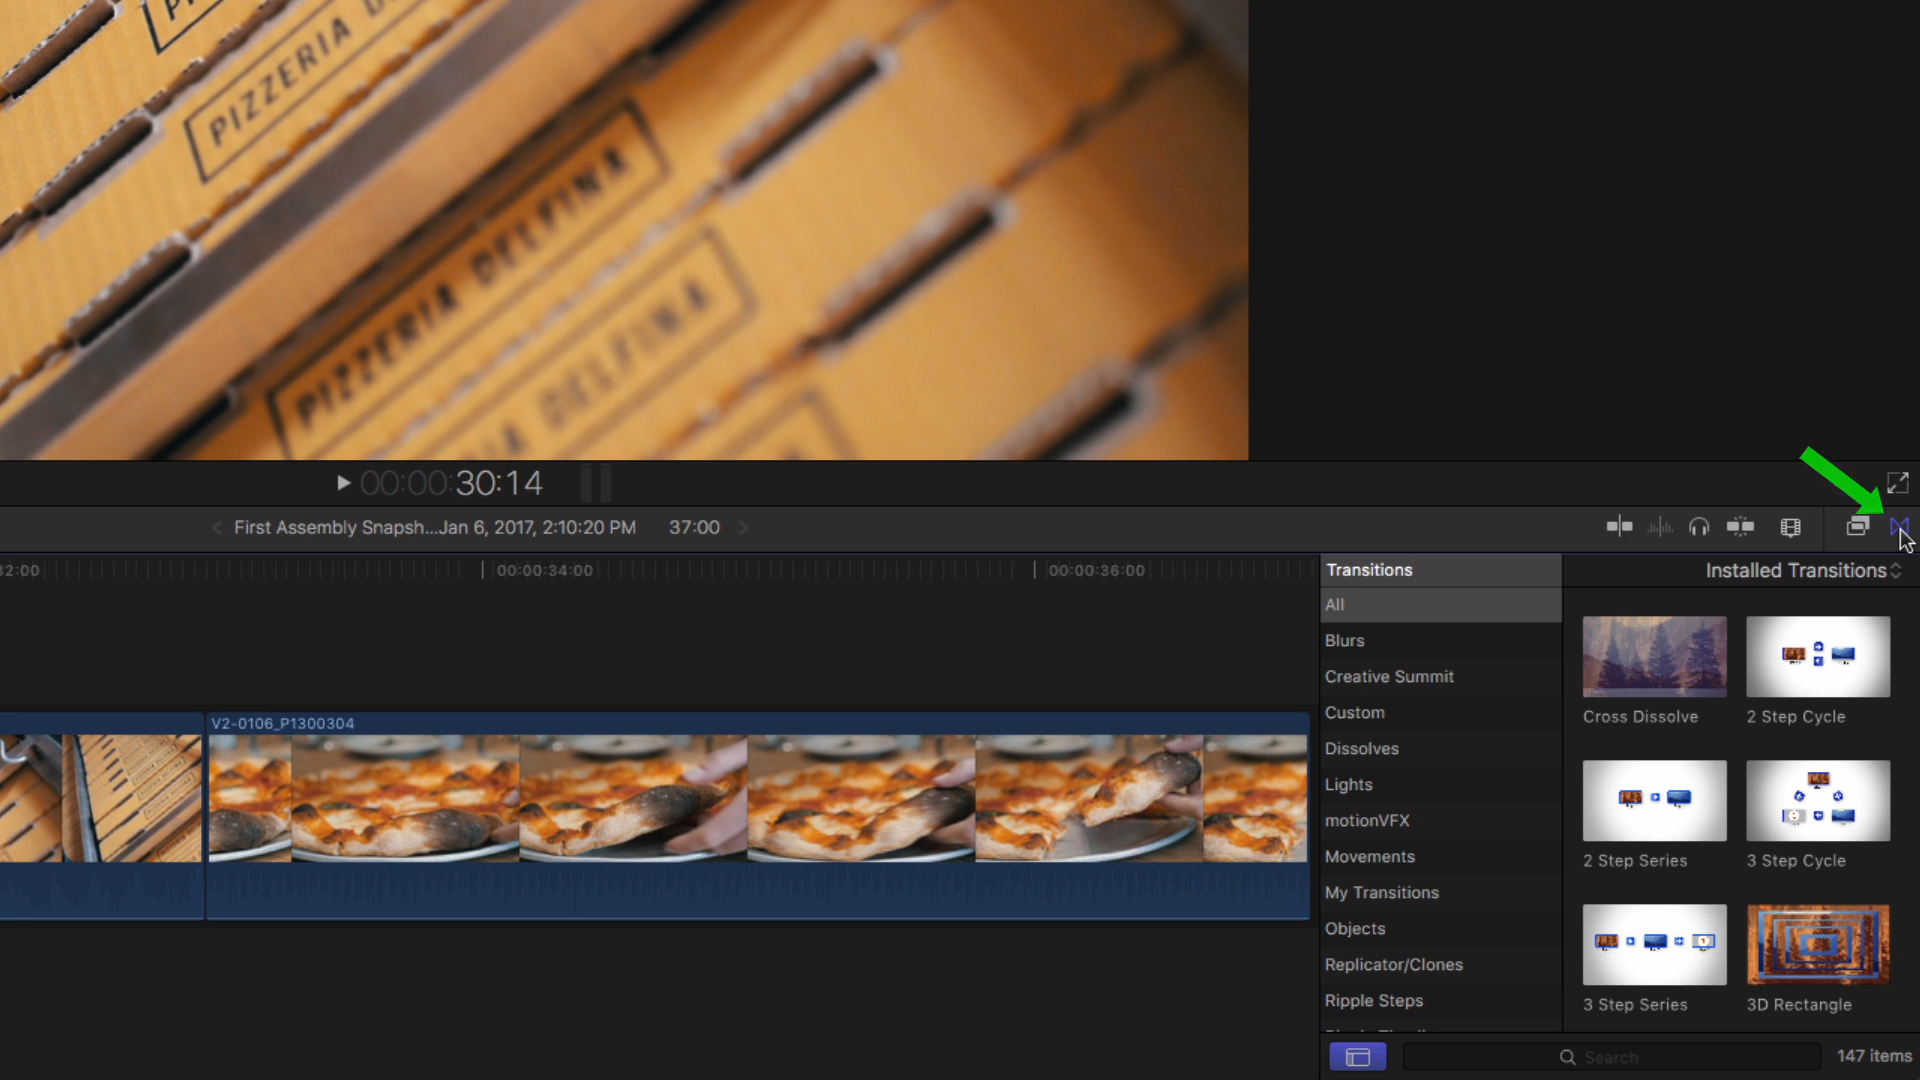 PIZZERIA D
PIZZERIA DELFINA
DELFINA
00:00:30:14
First Assembly Snapsh...Jan 6, 2017, 2:10:20 PM 37:00
32:00 00:00:34:00 00:00:36:00
Transitions
Installed Transitions
All
Blurs
Creative Summit
Custom
Dissolves
Lights
motionVFX
Movements
My Transitions
Objects
Replicator/Clones
Ripple Steps
Cross Dissolve
2 Step Cycle
2 Step Series
3 Step Cycle
3 Step Series
3D Rectangle
V2-0106_P1300304
Search
147 items